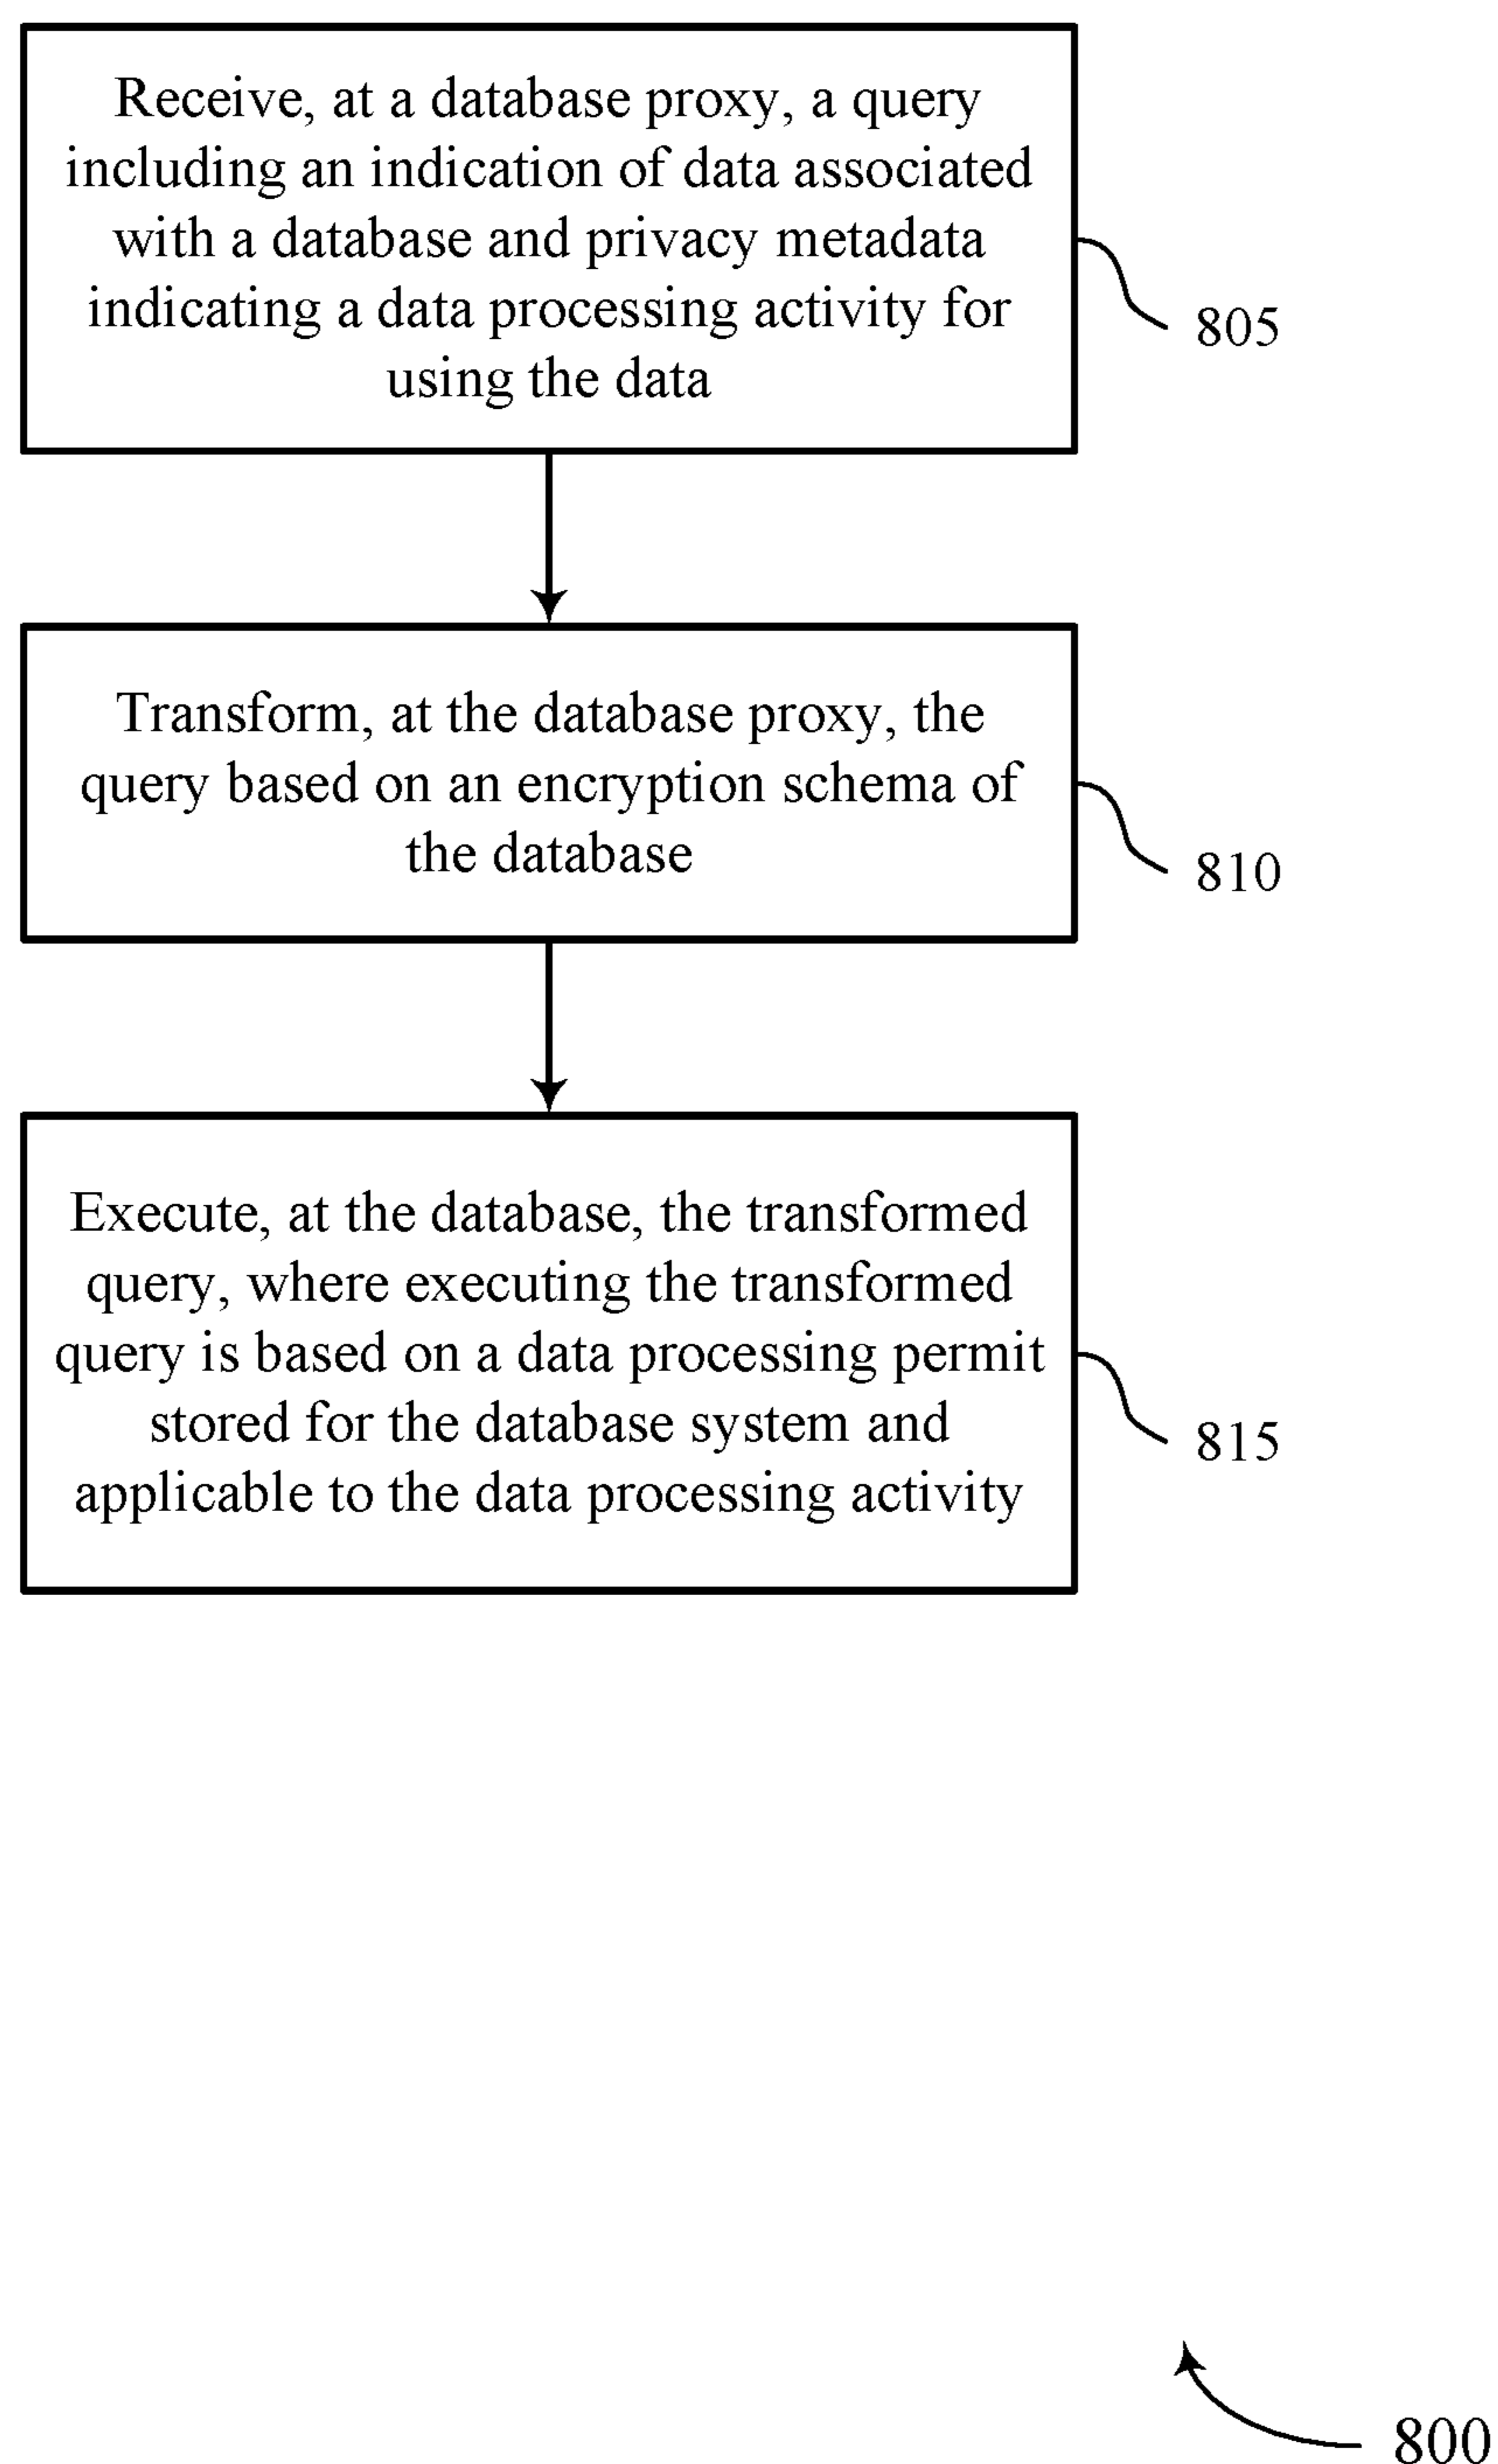 Receive, at a database proxy, a query
including an indication of data associated
with a database and privacy metadata
indicating a data processing activity for
using the data
805
Transform, at the database proxy, the
query based on an encryption schema of
the database
810
Execute, at the database, the transformed
query, where executing the transformed
query is based on a data processing permit
stored for the database system and
applicable to the data processing activity
815
800